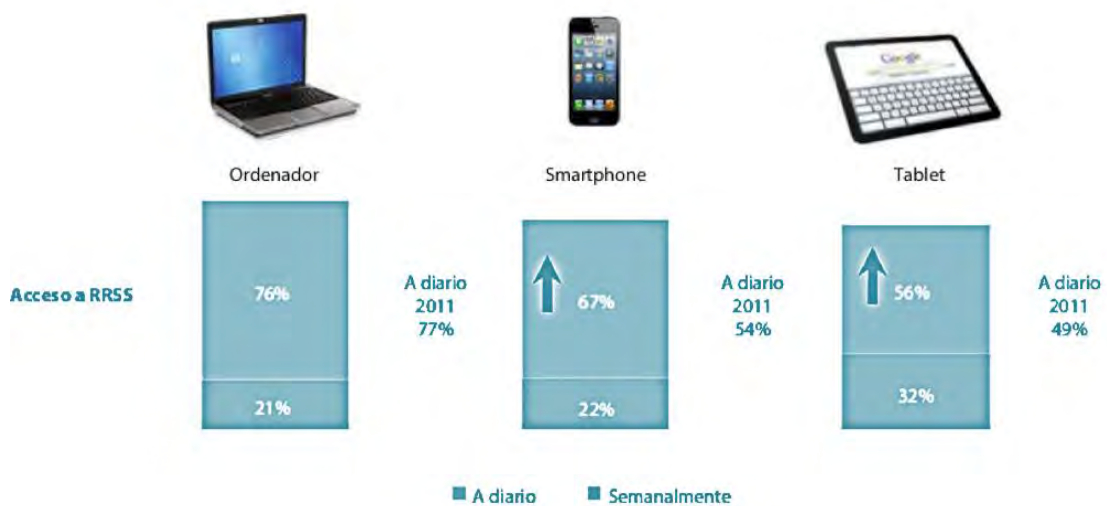 Google
Ordenador
Smartphone
Tablet
Acceso a RRSS
76%
21%
A diario
2011
77%
67%
22%
A diario
2011
54%
56%
32%
A diario
2011
49%
A diario
Semanalmente